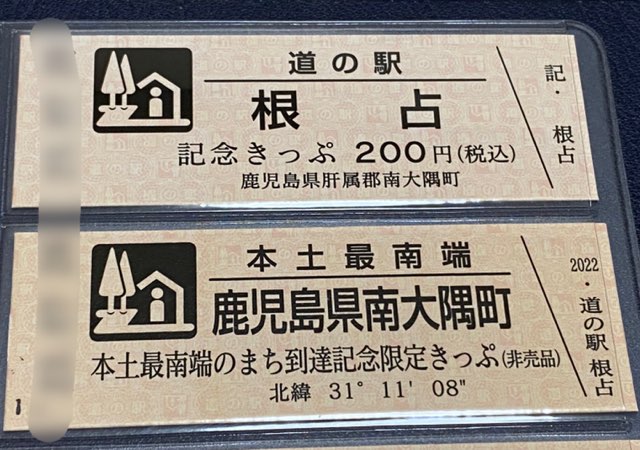 道の駅
根占
記念きっぷ 200円(税込)
鹿児島県肝属郡南大隅町
記・根占
本土最南端
鹿児島県南大隅町
本土最南端のまち到達記念限定きっぷ(非売品)
北緯 31° 11' 08"
2022・道の駅 根占
1